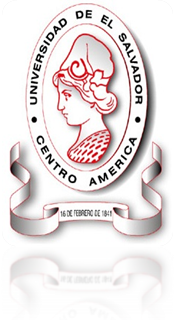 UNIVERSIDAD DE EL SALVADOR
CENTRO AMERICA
16 DE FEBRERO DE 1841